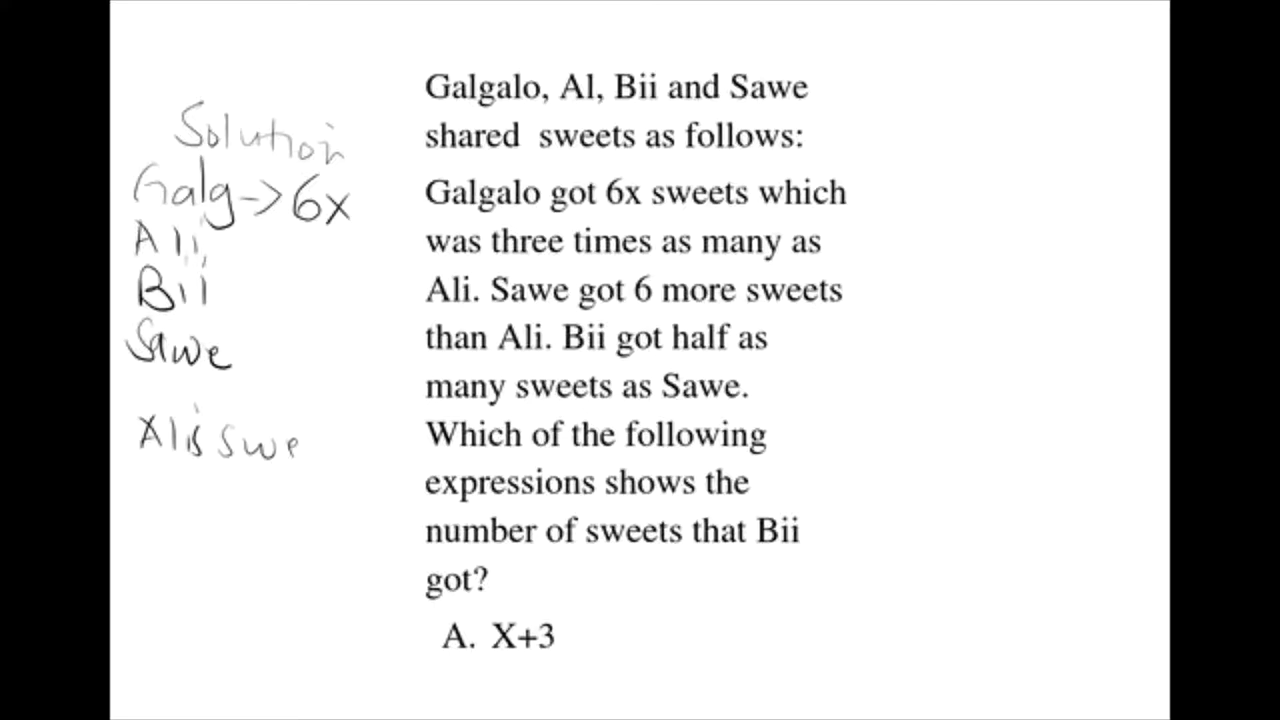 Galgalo, Al, Bii and Sawe
shared sweets as follows:
Galgalo got 6x sweets which
was three times as many as
Ali. Sawe got 6 more sweets
than Ali. Bii got half as
many sweets as Sawe.
Which of the following
expressions shows the
number of sweets that Bii
got?
A. X+3
Solution
Galg->6x
Ali
Bii
Sawe